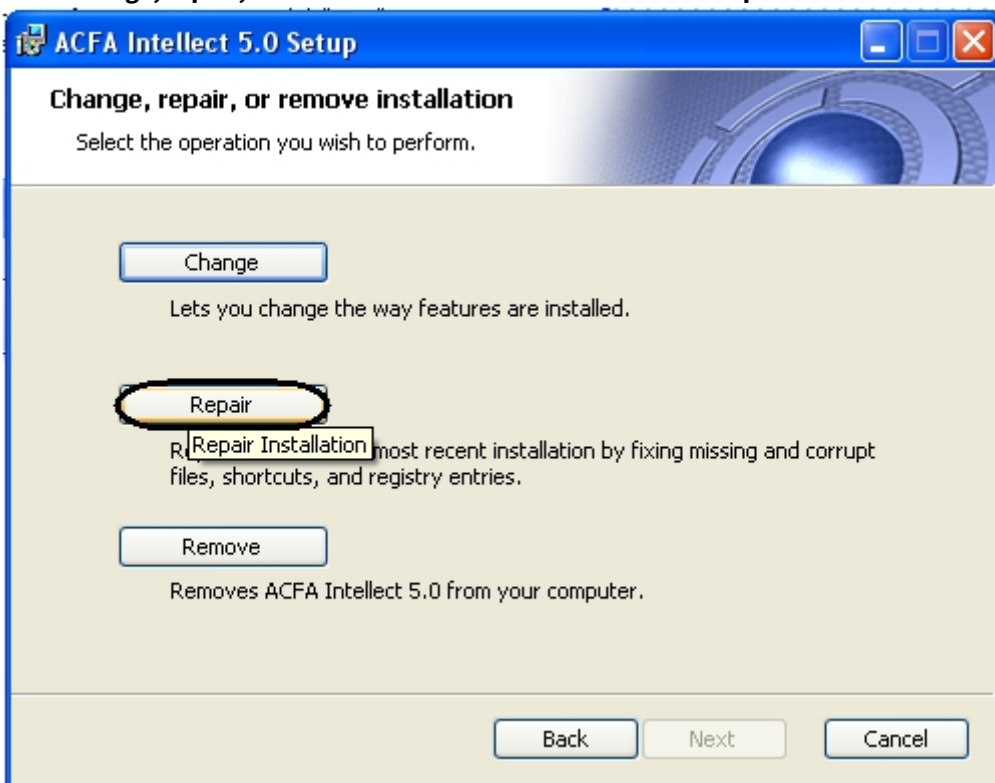 ACFA Intellect 5.0 Setup
Change, repair, or remove installation
Select the operation you wish to perform.
Change
Lets you change the way features are installed.
Repair
Repair Installation
most recent installation by fixing missing and corrupt
files, shortcuts, and registry entries.
Remove
Removes ACFA Intellect 5.0 from your computer.
Back
Next
Cancel